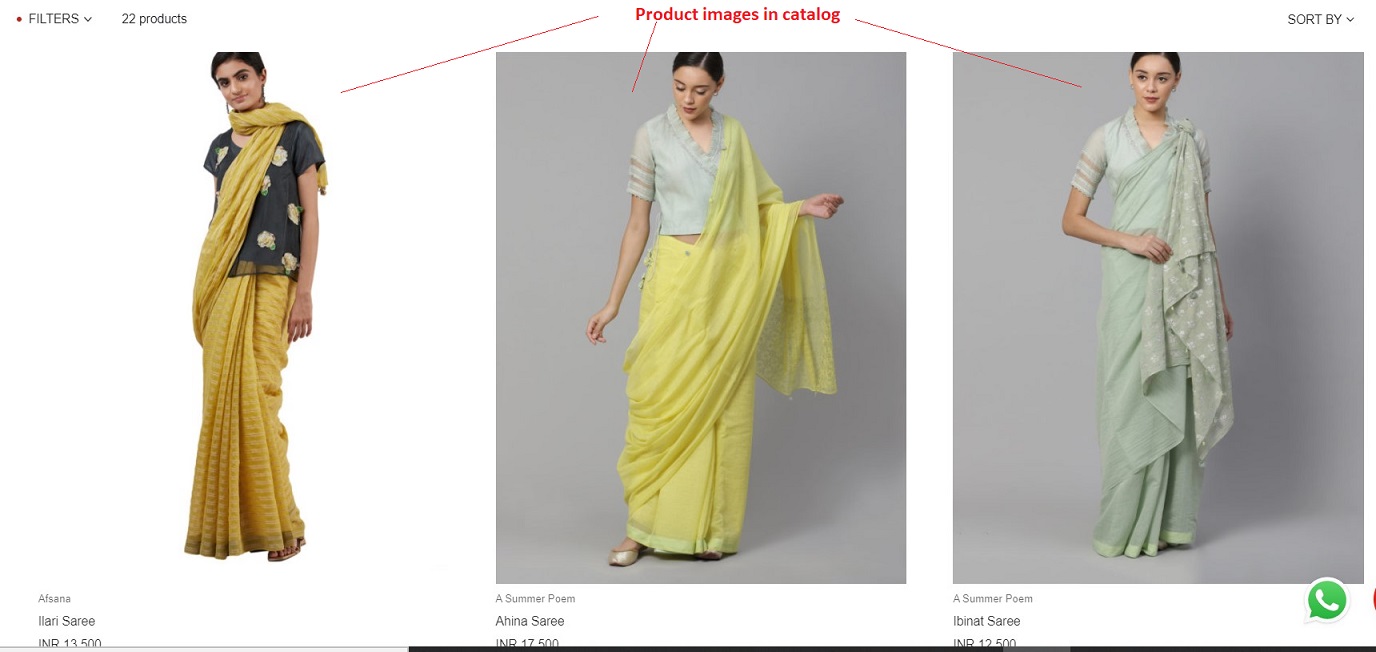 FILTERS
22 products
Product images in catalog
SORT BY
Afsana
A Summer Poem
A Summer Poem
Ilari Saree
Ahina Saree
Ibinat Saree
INR 13,500
INR 17,500
INR 12,500